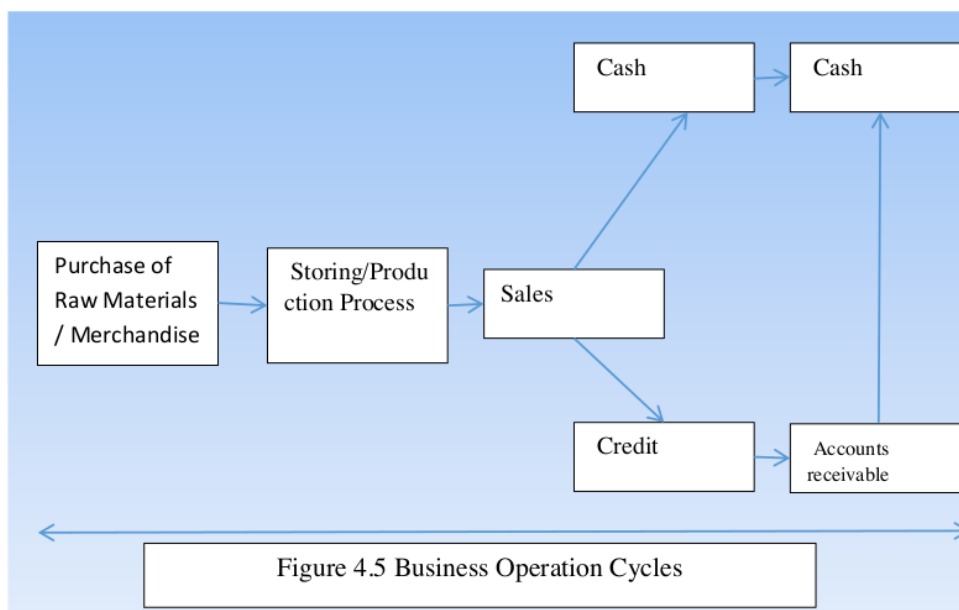 Cash
Cash
Purchase of
Raw Materials
/ Merchandise
Storing/Produ
ction Process
Sales
Credit
Accounts
receivable
Figure 4.5 Business Operation Cycles